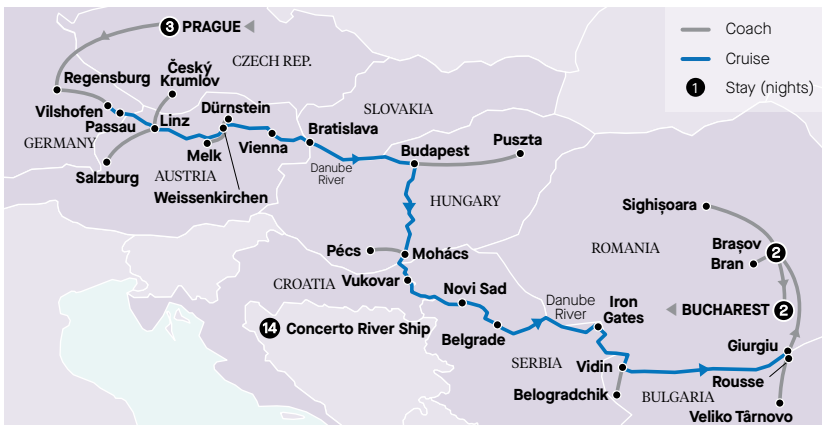 3 PRAGUE
Coach
Cruise
1 Stay (nights)
CZECH REP.
Český
Krumlov
Regensburg
Vilshofen
Passau
Linz
Dürnstein
SLOVAKIA
GERMANY
Melk
Vienna
Bratislava
Budapest
Puszta
Salzburg
AUSTRIA
Weissenkirchen
Danube
River
HUNGARY
Sighișoara
Pécs
Mohács
ROMANIA
Brașov
2
Bran
CROATIA
Vukovar
Novi Sad
Danube
River
Iron
Gates
BUCHAREST 2
14 Concerto River Ship
Belgrade
Giurgiu
SERBIA
Vidin
Rousse
Belogradchik
BULGARIA
Veliko Târnovo